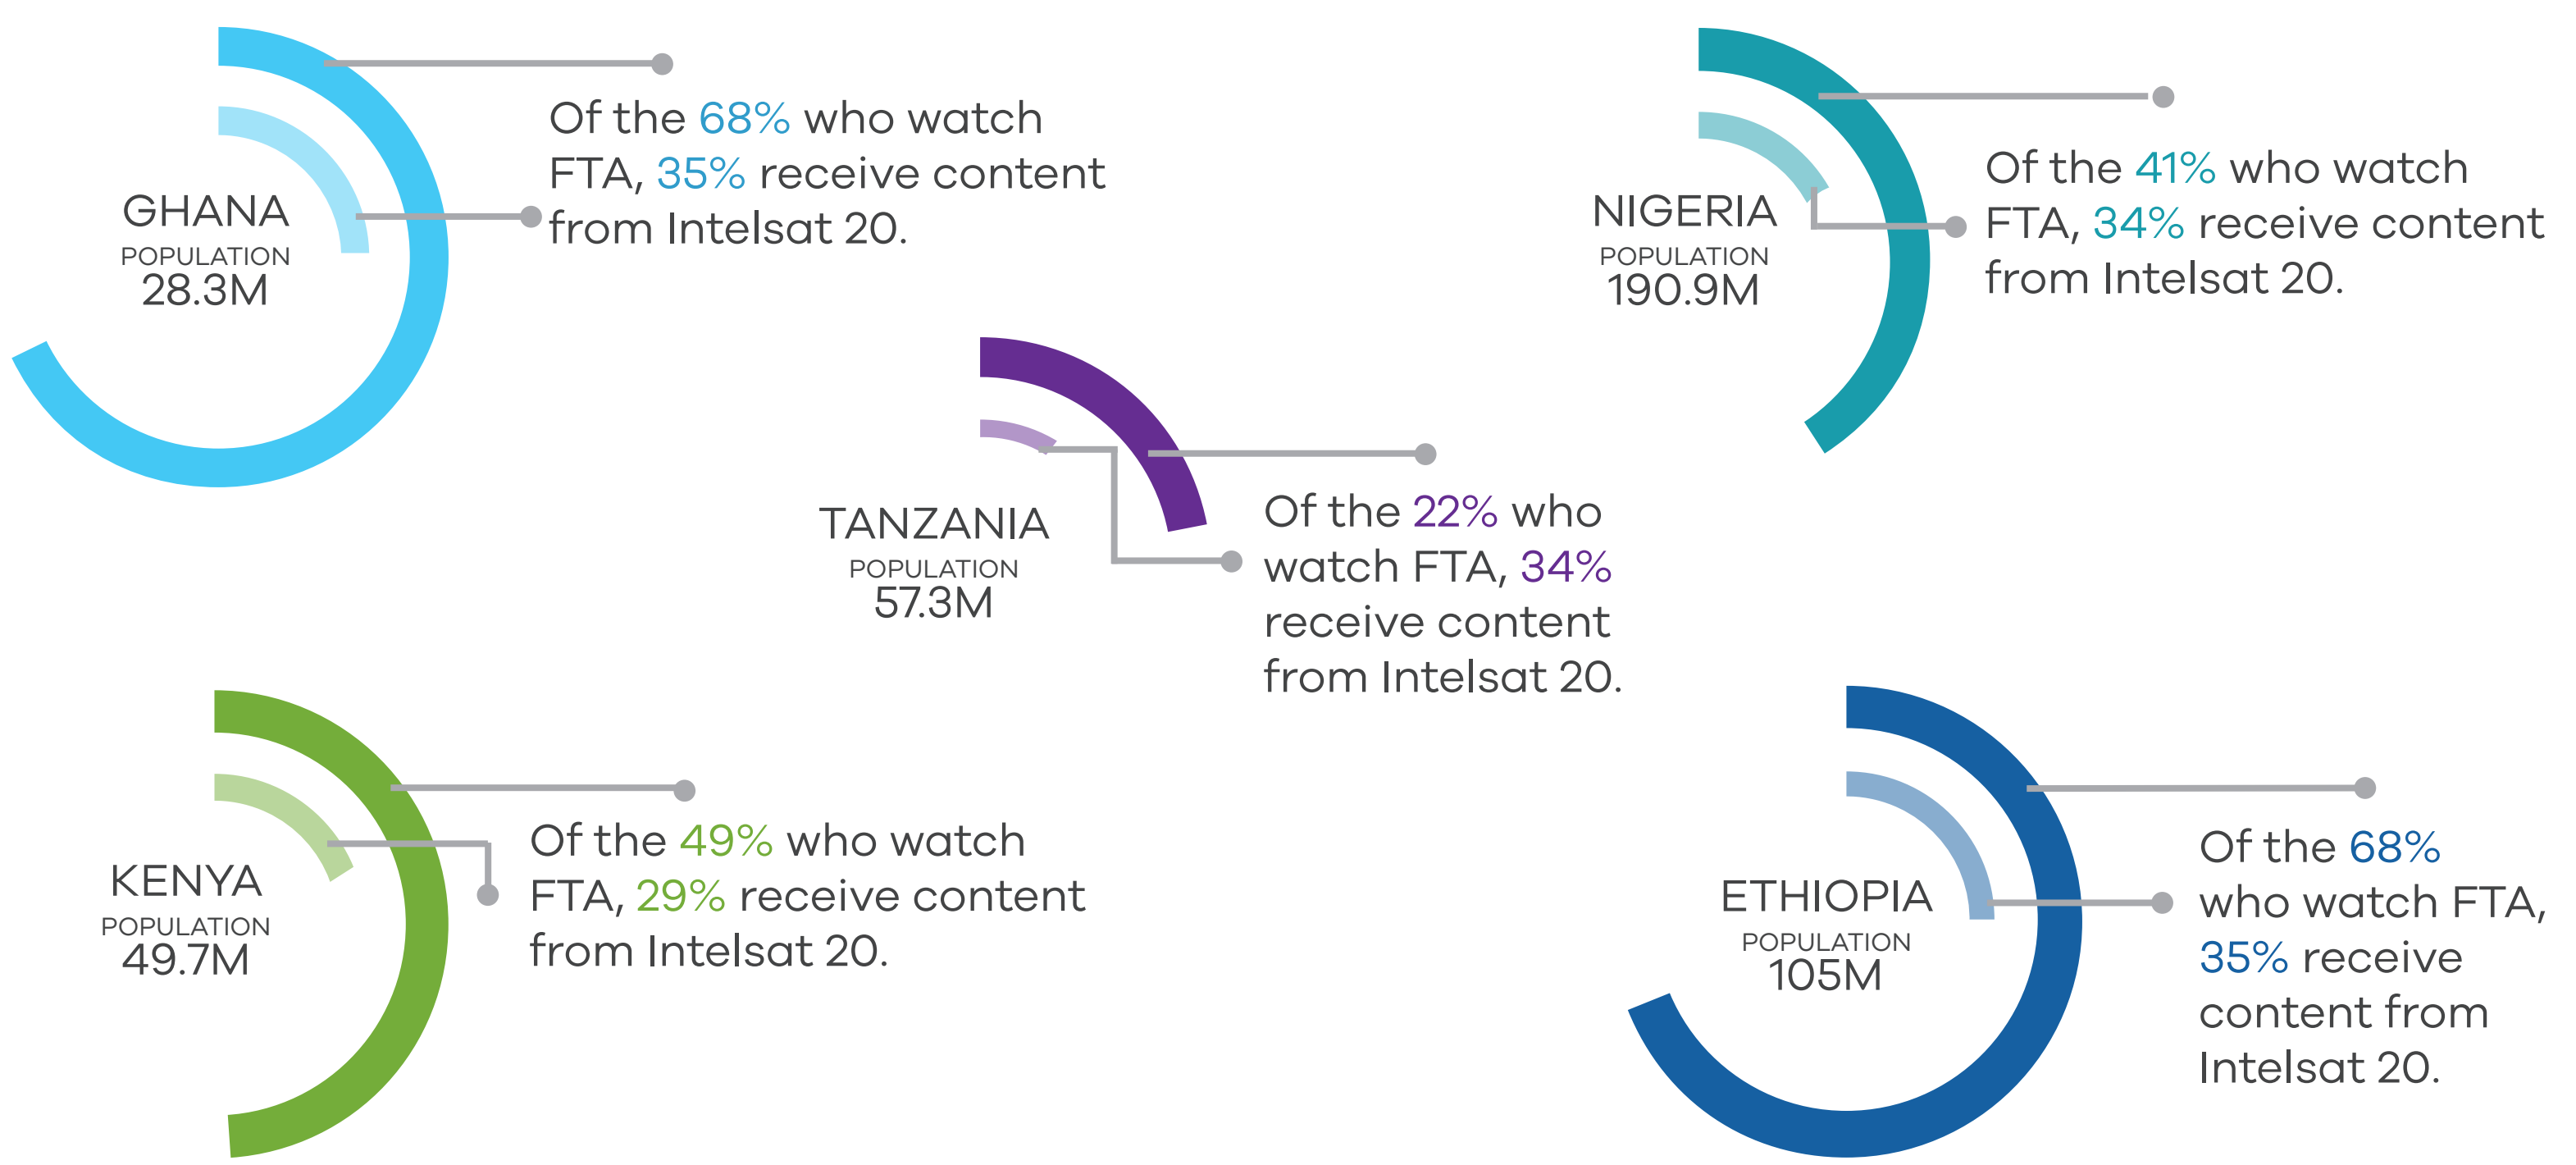 GHANA
POPULATION
28.3M
Of the 68% who watch
FTA, 35% receive content
from Intelsat 20.
NIGERIA
POPULATION
190.9M
Of the 41% who watch
FTA, 34% receive content
from Intelsat 20.
TANZANIA
POPULATION
57.3M
Of the 22% who
watch FTA, 34%
receive content
from Intelsat 20.
KENYA
POPULATION
49.7M
Of the 49% who watch
FTA, 29% receive content
from Intelsat 20.
ETHIOPIA
POPULATION
105M
Of the 68%
who watch FTA,
35% receive
content from
Intelsat 20.